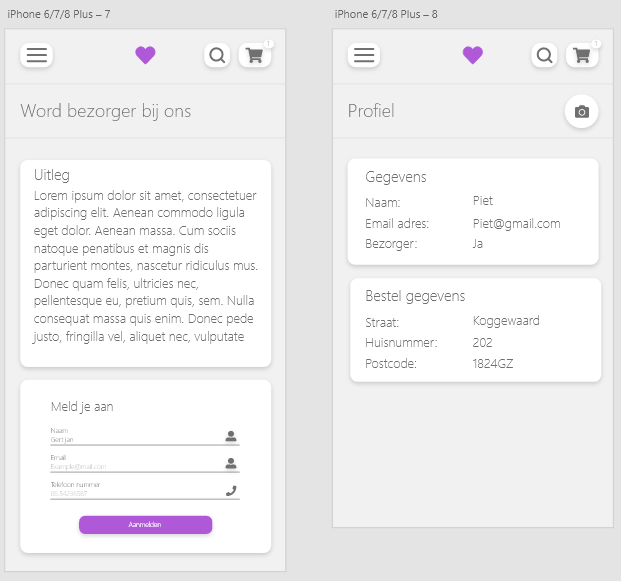 iPhone 6/7/8 Plus – 7
1
Word bezorger bij ons
Uitleg
Lorem ipsum dolor sit amet, consectetuer
adipiscing elit. Aenean commodo ligula
eget dolor. Aenean massa. Cum sociis
natoque penatibus et magnis dis
parturient montes, nascetur ridiculus mus.
Donec quam felis, ultricies nec,
pellentesque eu, pretium quis, sem. Nulla
consequat massa quis enim. Donec pede
justo, fringilla vel, aliquet nec, vulputate
Meld je aan
Naam
Gert jan
Email
Example@mail.com
Telefoon nummer
Aanmelden
iPhone 6/7/8 Plus – 8
1
Profiel
Gegevens
Naam: Piet
Email adres: Piet@gmail.com
Bezorger: Ja
Bestel gegevens
Straat: Koggewaard
Huisnummer: 202
Postcode: 1824GZ